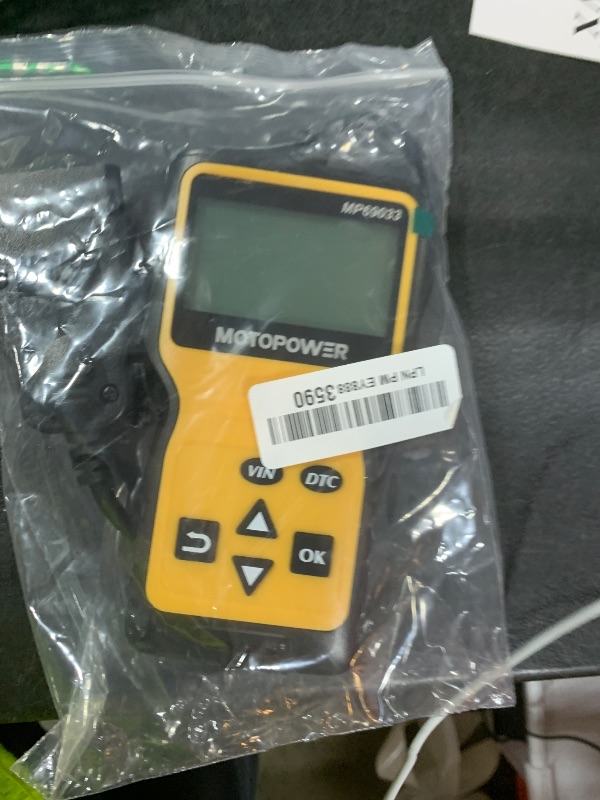 MP69033
MOTOPOWER
LPN PM EY888 3590
VIN
DTC
OK